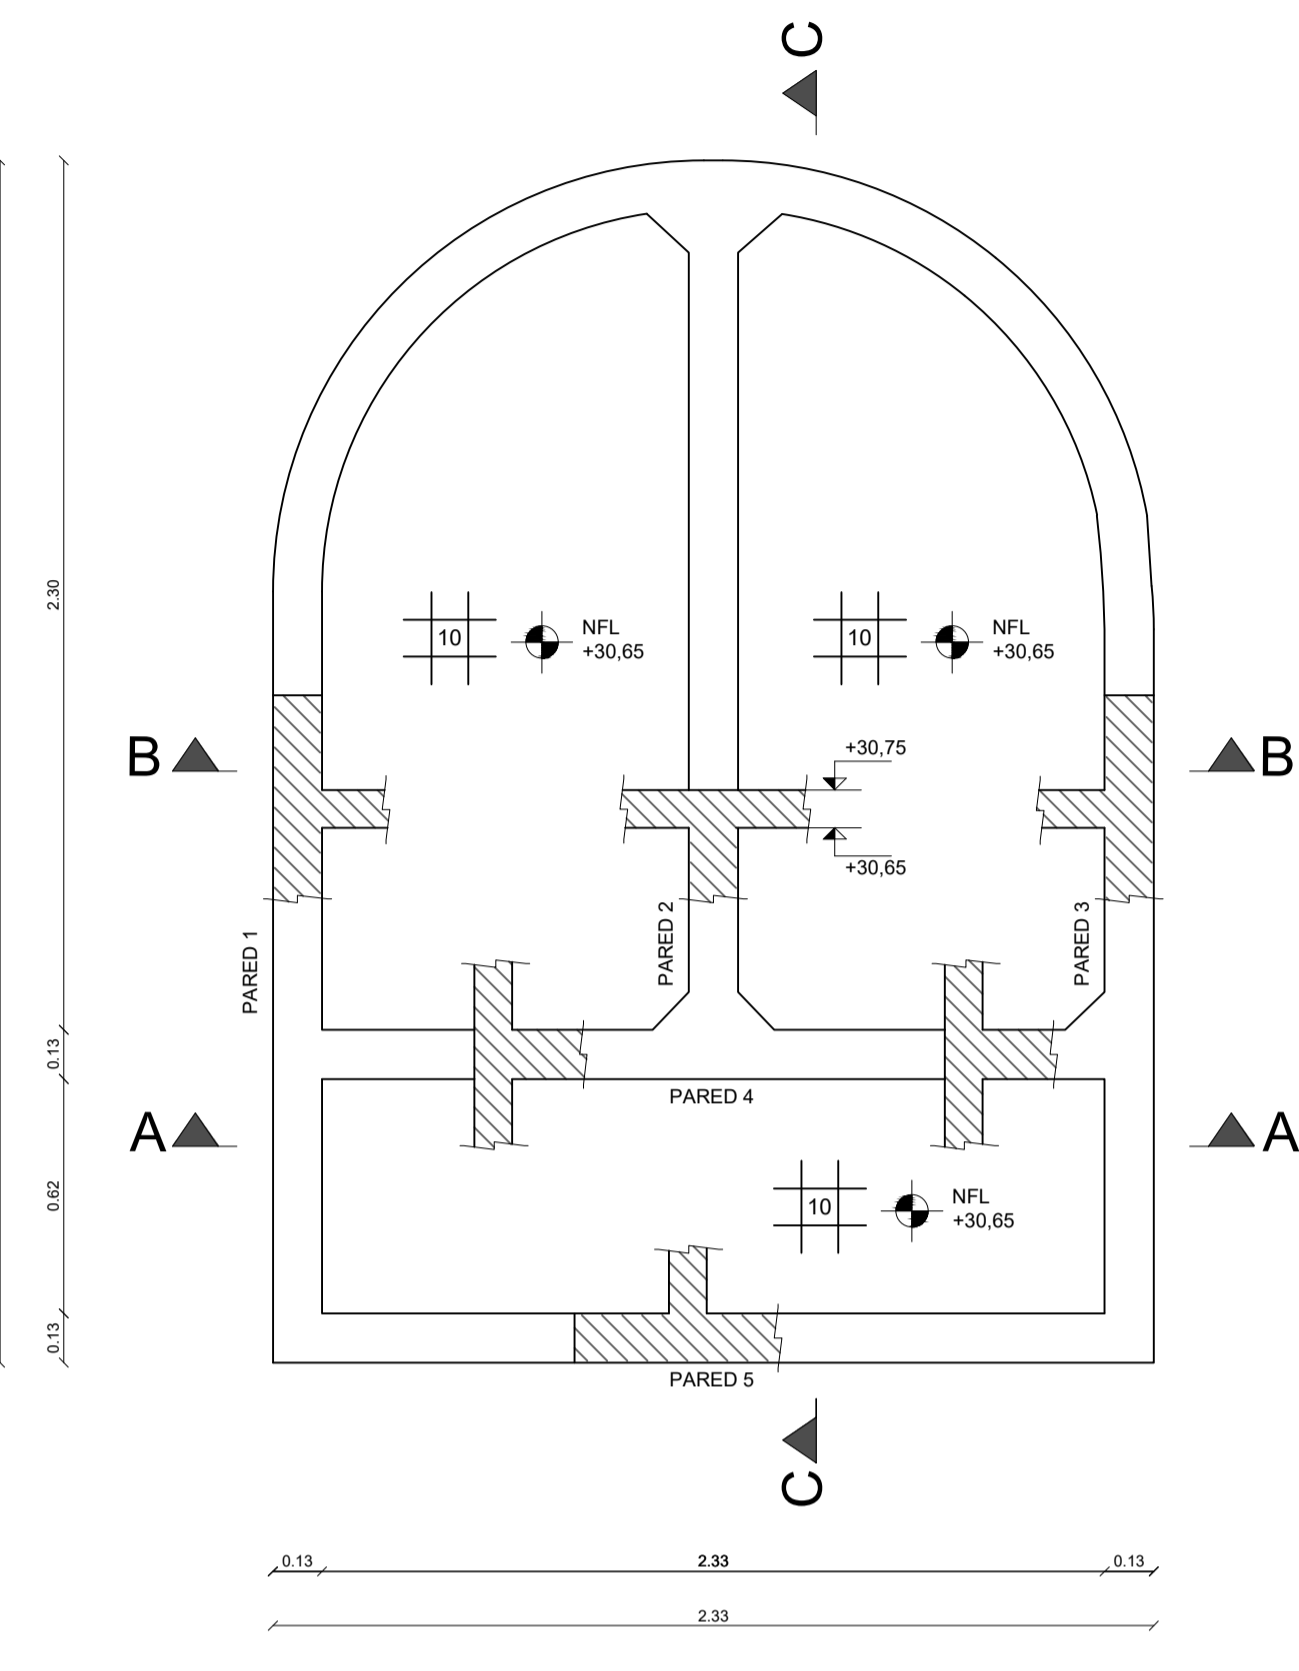 C
2.30
10
NFL
+30,65
10
NFL
+30,65
B
+30,75
B
+30,65
PARED 1
PARED 2
PARED 3
0.13
PARED 4
A
A
0.62
10
NFL
+30,65
0.13
PARED 5
C
0.13
2.33
0.13
2.33